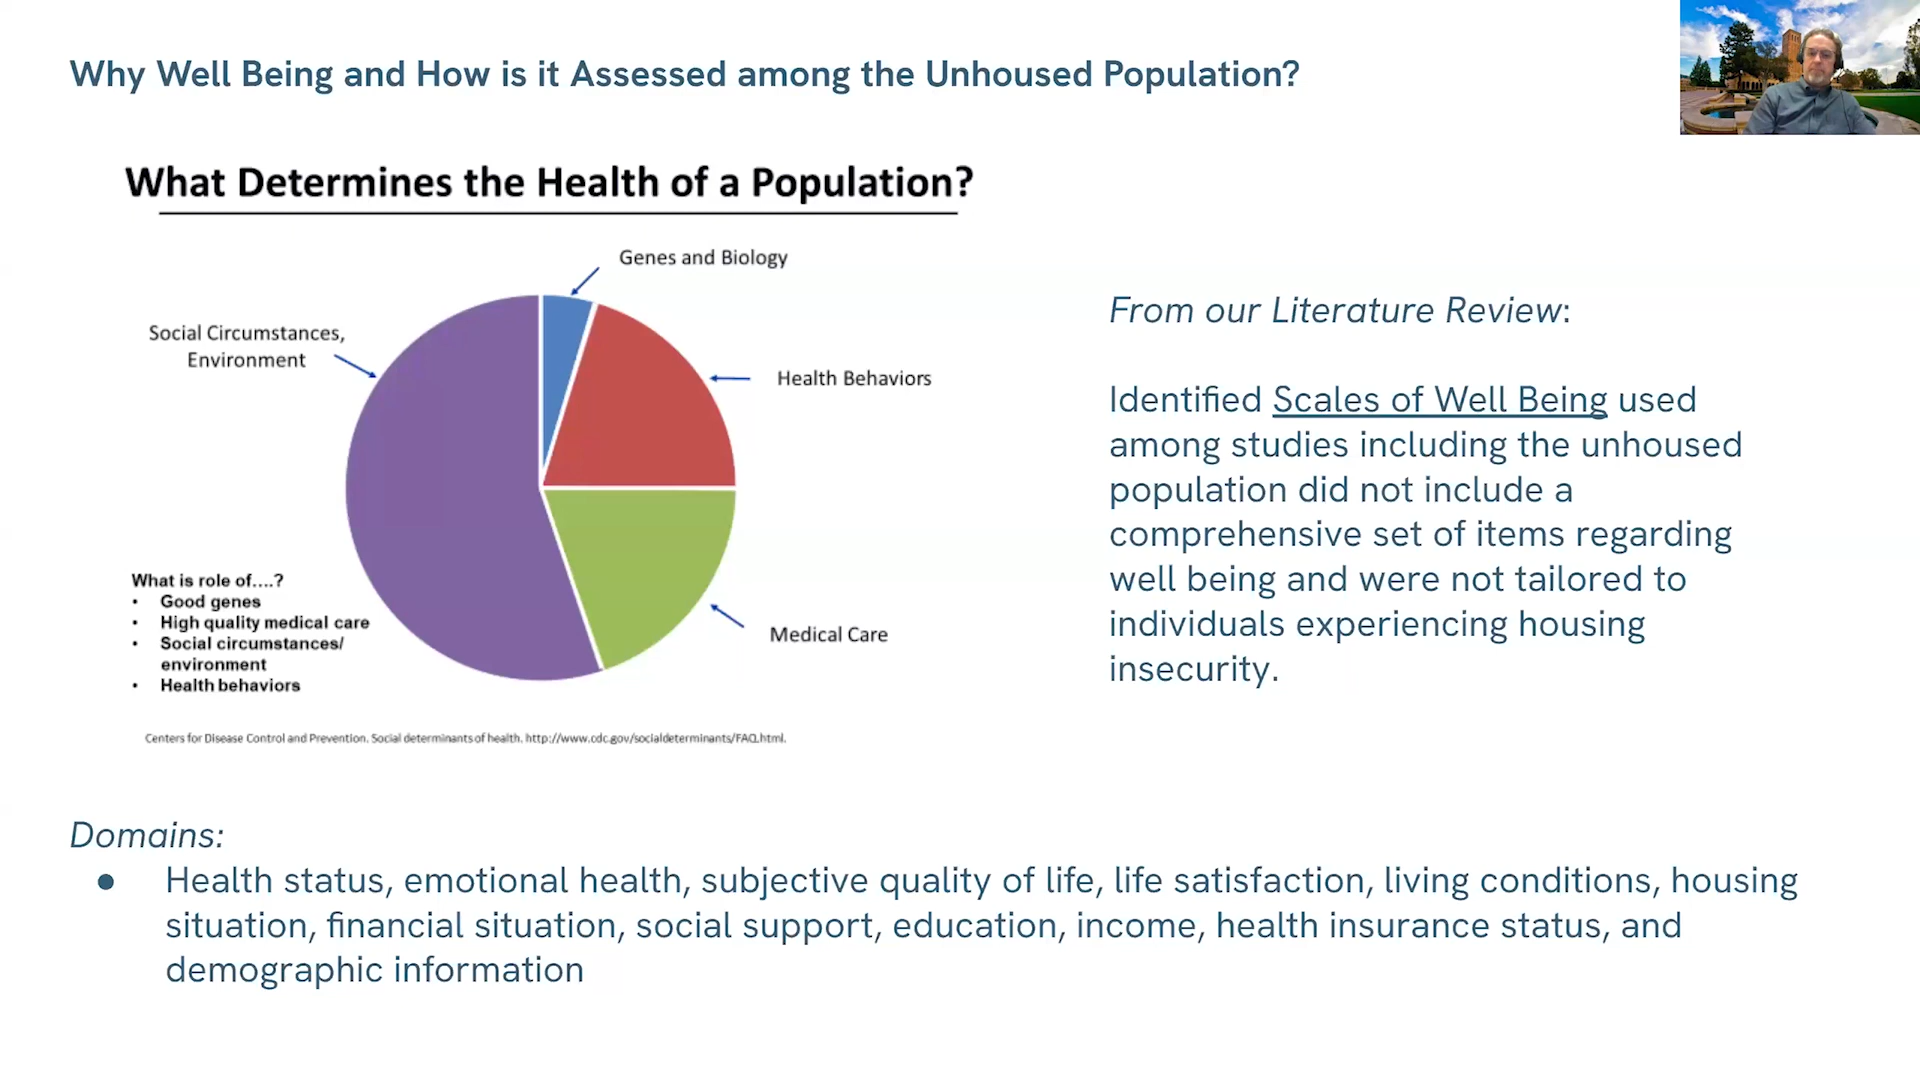 Why Well Being and How is it Assessed among the Unhoused Population?
What Determines the Health of a Population?
Genes and Biology
Social Circumstances,
Environment
Health Behaviors
Medical Care
What is role of....?
• Good genes
• High quality medical care
• Social circumstances/
environment
• Health behaviors
Centers for Disease Control and Prevention. Social determinants of health. http://www.cdc.gov/socialdeterminants/FAQ.html.
From our Literature Review:
Identified Scales of Well Being used
among studies including the unhoused
population did not include a
comprehensive set of items regarding
well being and were not tailored to
individuals experiencing housing
insecurity.
Domains:
● Health status, emotional health, subjective quality of life, life satisfaction, living conditions, housing
situation, financial situation, social support, education, income, health insurance status, and
demographic information